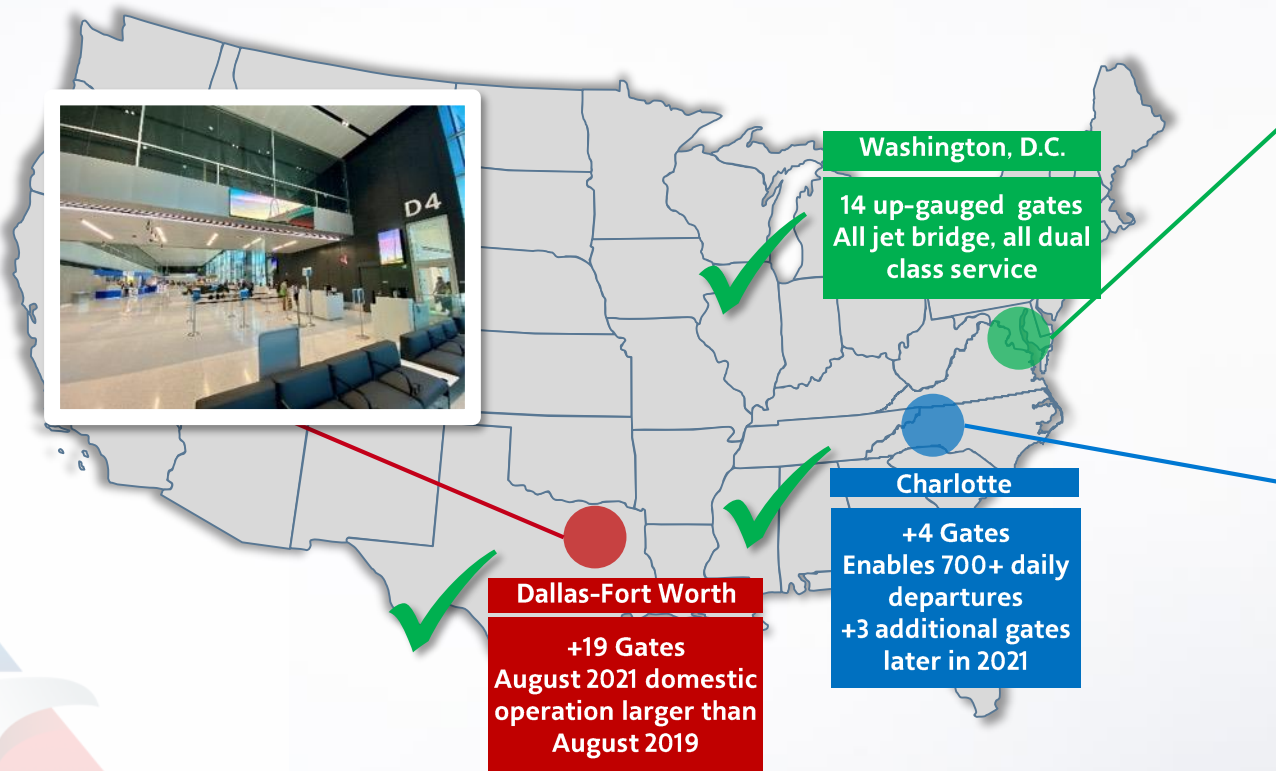 D4
Washington, D.C.
14 up-gauged gates
All jet bridge, all dual
class service
Charlotte
+4 Gates
Enables 700+ daily
departures
+3 additional gates
later in 2021
Dallas-Fort Worth
+19 Gates
August 2021 domestic
operation larger than
August 2019